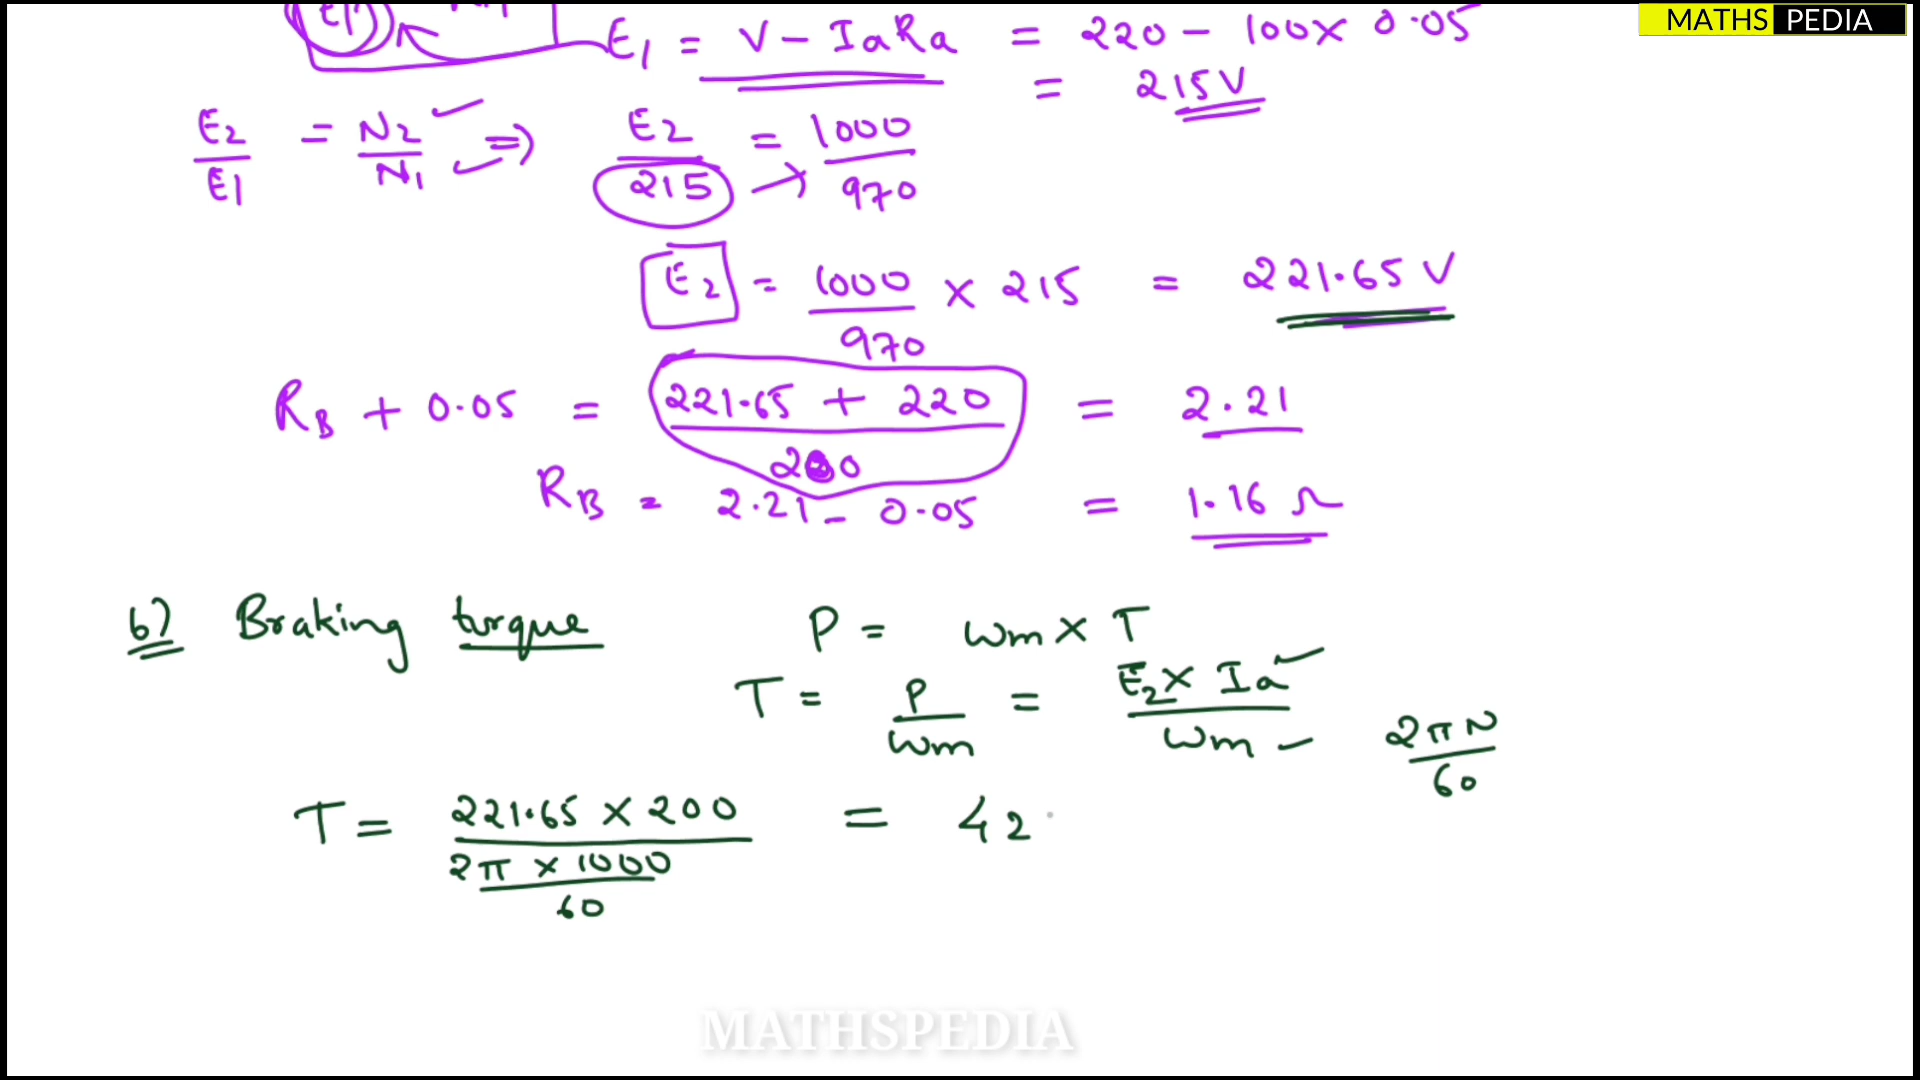 MATHS PEDIA
E1 = V - IaRa = 220 - 100 × 0.05
= 215 V
E2/E1 = N2/N1 ⇒ E2/215 = 1000/970
E2 = 1000/970 × 215 = 221.65 V
RB + 0.05 = (221.65 + 220)/200 = 2.21
RB = 2.21 - 0.05 = 1.16 Ω
b) Braking torque P = ωm × T
T = P/ωm = (E2 × Ia)/ωm - 2πN/60
T = (221.65 × 200)/(2π × 1000/60) = 42
MATHSPEDIA